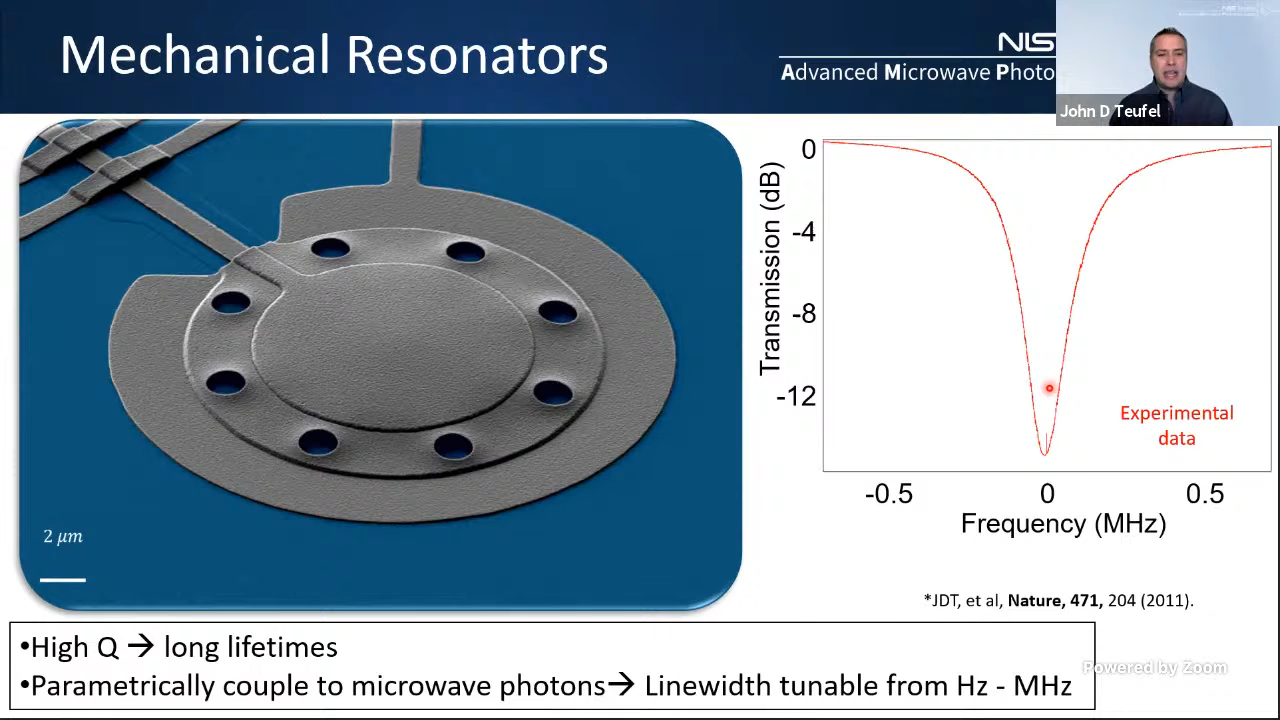 Mechanical Resonators
NIS
Advanced Microwave Photo
John D Teufel
0
-4
-8
-12
Transmission (dB)
Experimental
data
-0.5 0 0.5
Frequency (MHz)
2 μm
*JDT, et al, Nature, 471, 204 (2011).
•High Q → long lifetimes
•Parametrically couple to microwave photons→ Linewidth tunable from Hz - MHz
Powered by Zoom